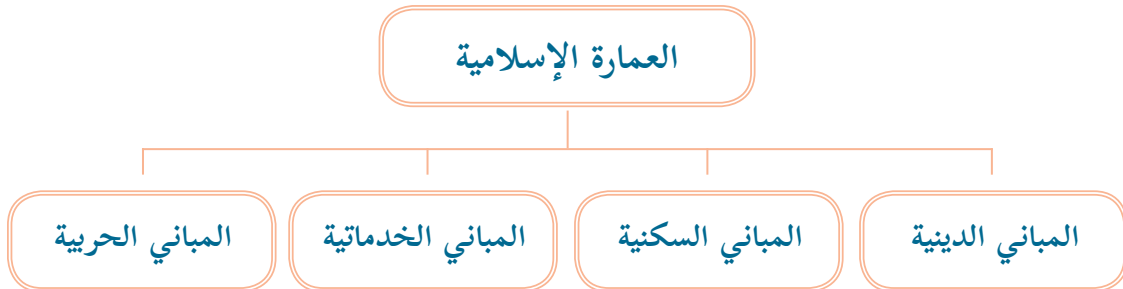 العمارة الإسلامية
المباني الدينية
المباني السكنية
المباني الخدماتية
المباني الحربية